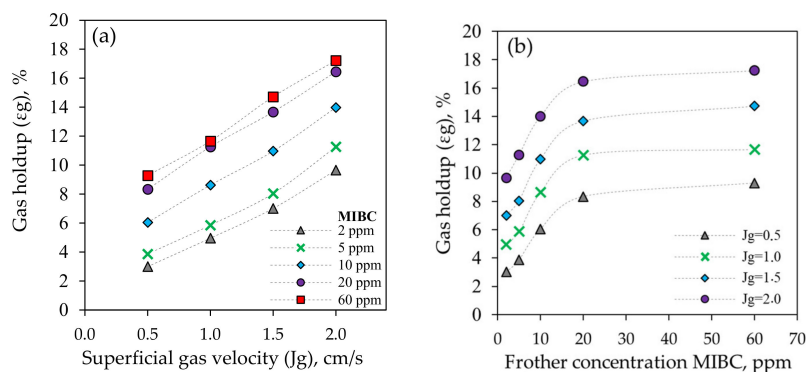 (a)
Gas holdup (εg), %
20
18
16
14
12
10
8
6
4
2
0
0.0 0.5 1.0 1.5 2.0
Superficial gas velocity (Jg), cm/s
MIBC
2 ppm
5 ppm
10 ppm
20 ppm
60 ppm
(b)
Gas holdup (εg), %
20
18
16
14
12
10
8
6
4
2
0
0 10 20 30 40 50 60 70
Frother concentration MIBC, ppm
Jg=0.5
Jg=1.0
Jg=1.5
Jg=2.0